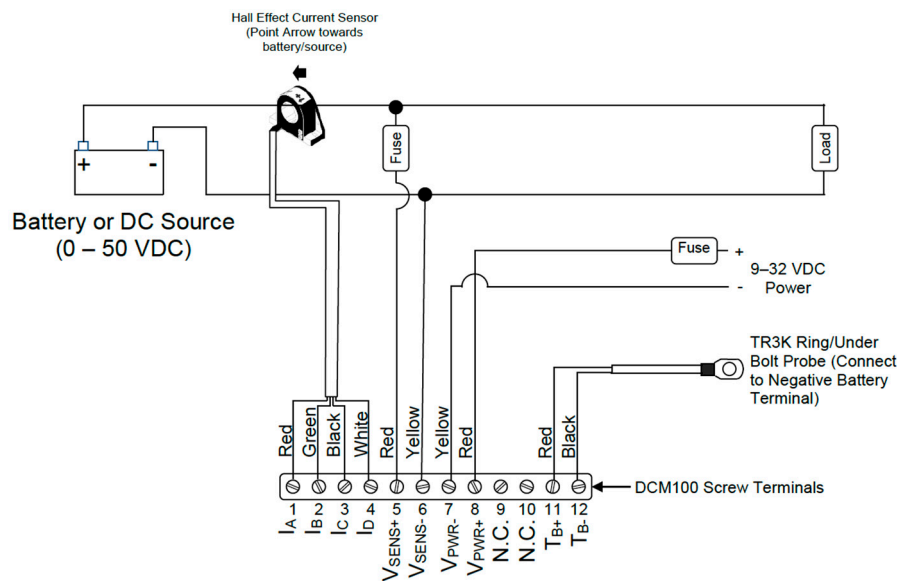 Hall Effect Current Sensor
(Point Arrow towards
battery/source)
+ -
Battery or DC Source
(0 – 50 VDC)
Fuse
Load
Fuse
+
-
9–32 VDC
Power
TR3K Ring/Under
Bolt Probe (Connect
to Negative Battery
Terminal)
Red
Green
Black
White
Red
Yellow
Yellow
Red
Red
Black
DCM100 Screw Terminals
1 2 3 4 5 6 7 8 9 10 11 12
IA
IB
IC
ID
VSENS+
VSENS-
VPWR-
VPWR+
N.C.
N.C.
TB+
TB-